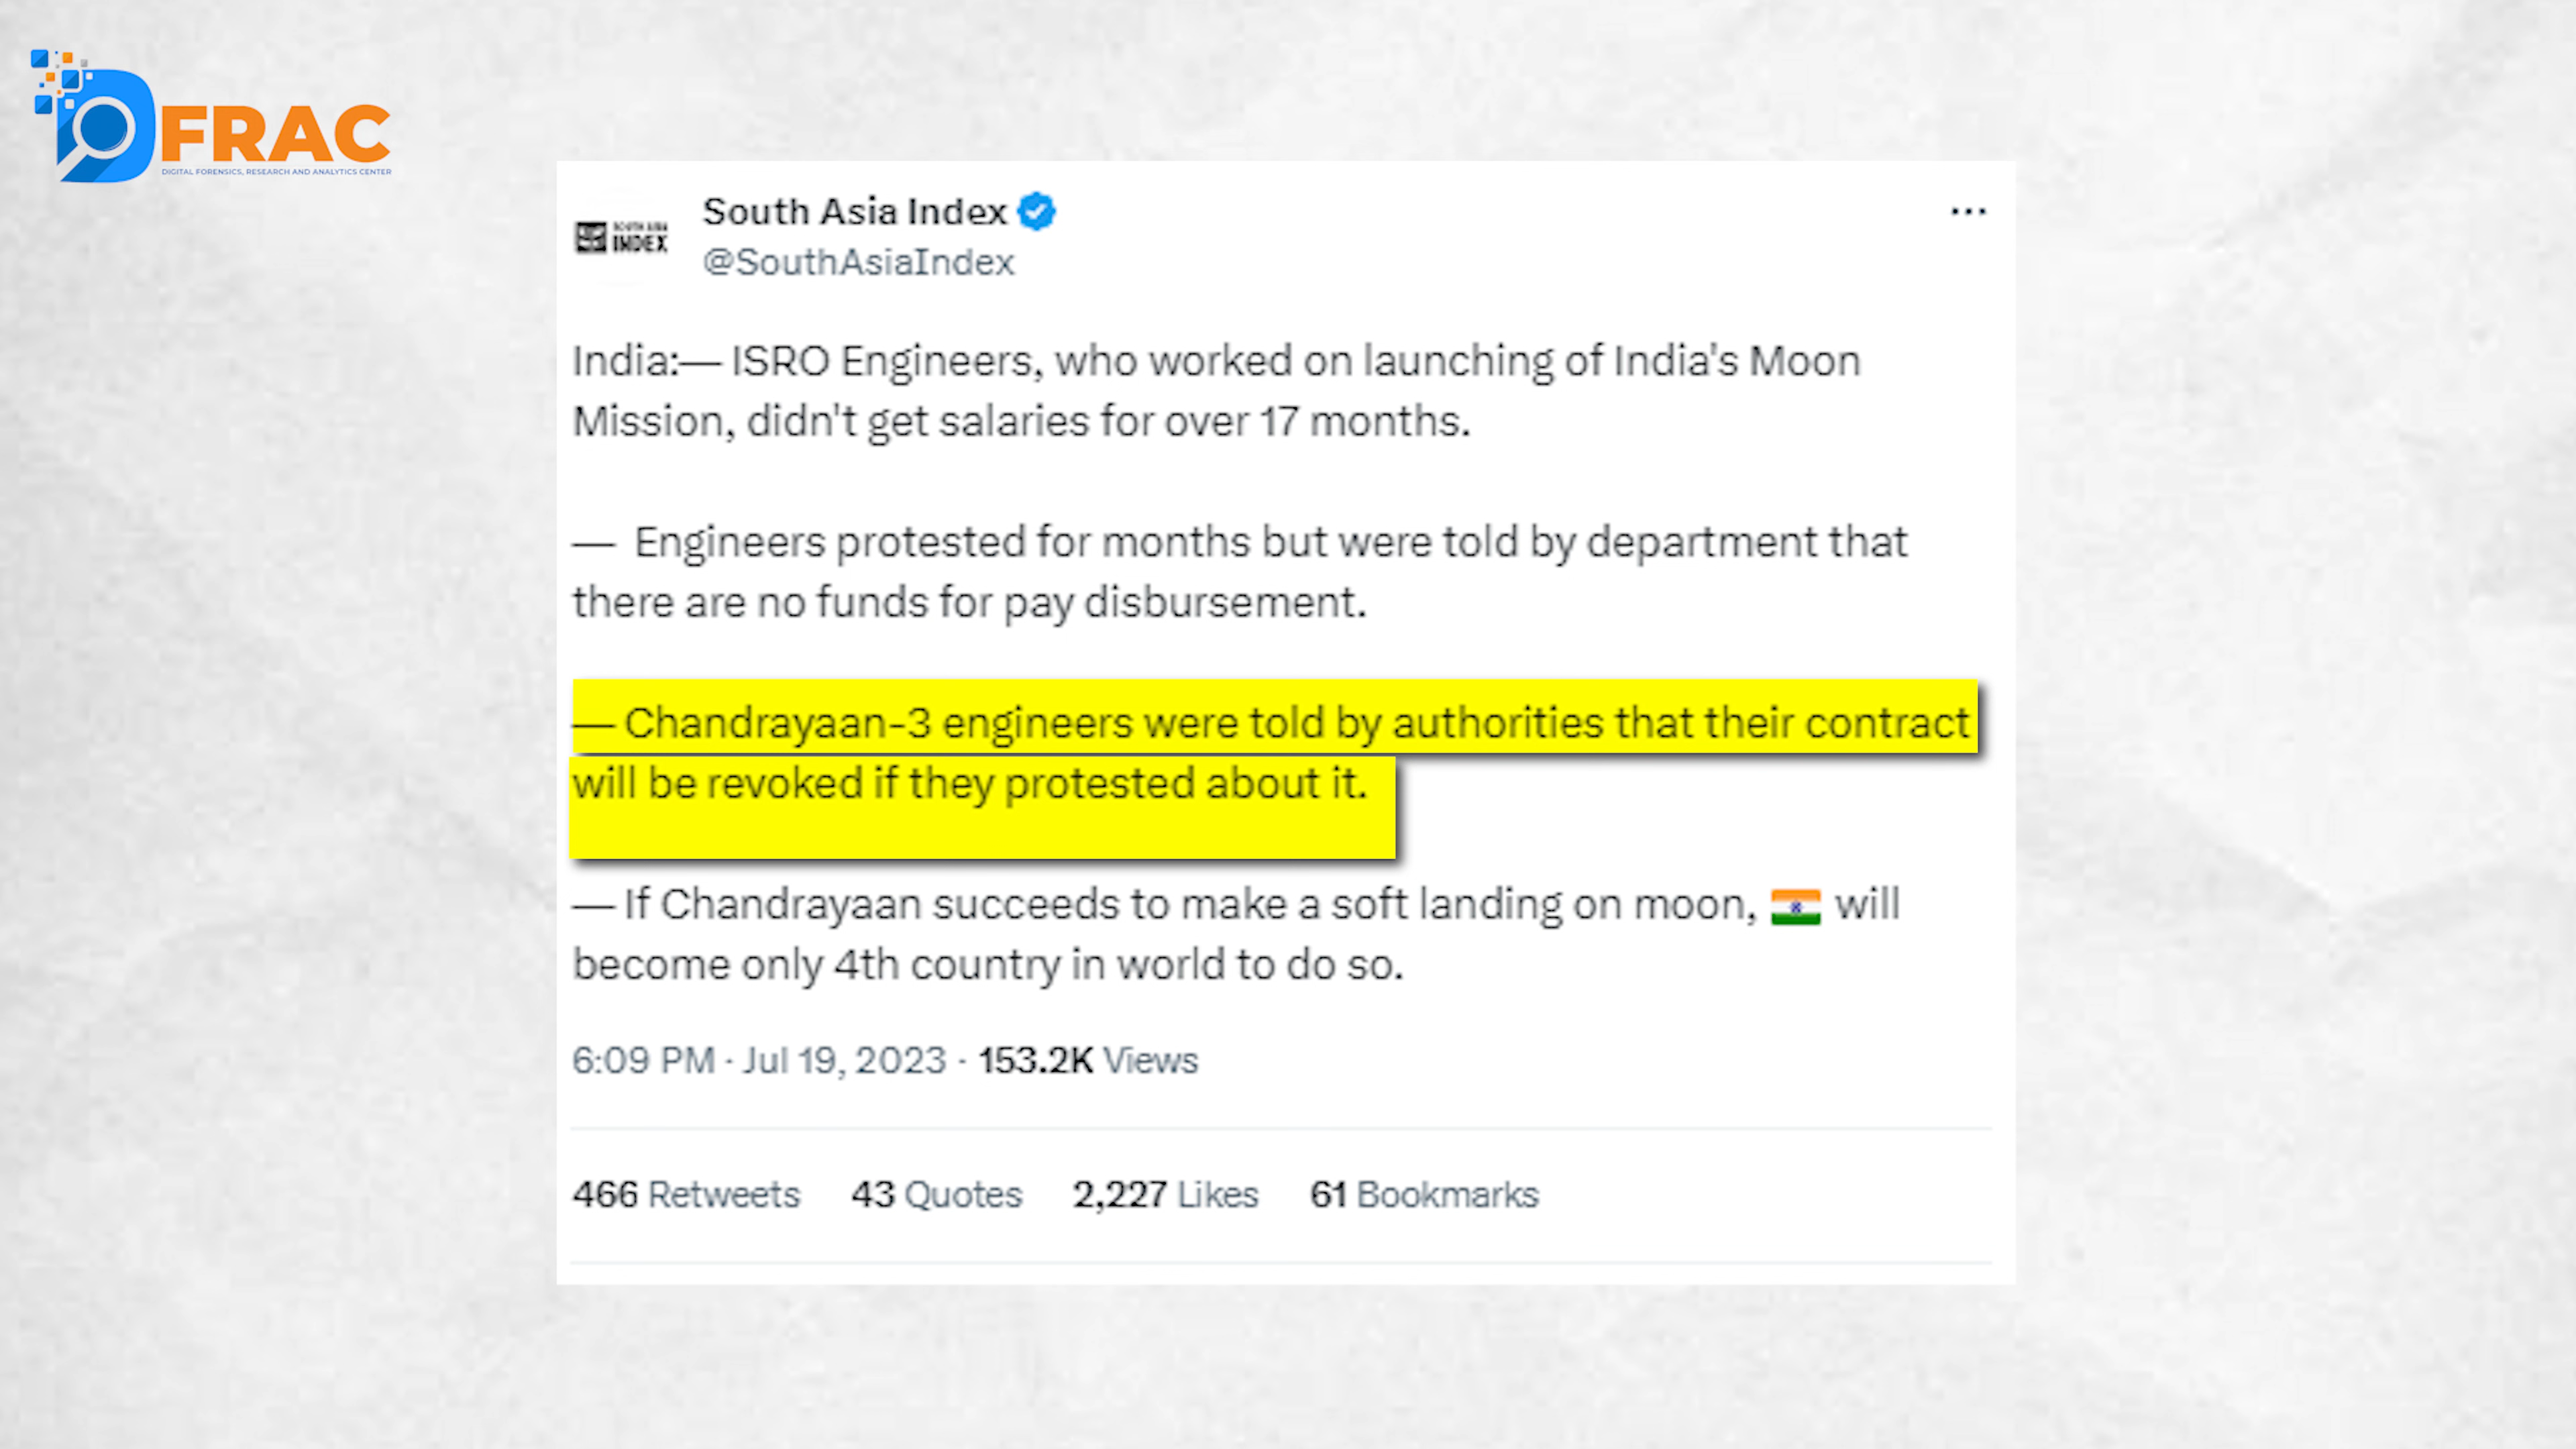 FRAC
DIGITAL FORENSICS, RESEARCH AND ANALYTICS CENTER
SOUTH ASIA
INDEX
South Asia Index
@SouthAsiaIndex
India:— ISRO Engineers, who worked on launching of India's Moon
Mission, didn't get salaries for over 17 months.
— Engineers protested for months but were told by department that
there are no funds for pay disbursement.
— Chandrayaan-3 engineers were told by authorities that their contract
will be revoked if they protested about it.
— If Chandrayaan succeeds to make a soft landing on moon, 🇮🇳 will
become only 4th country in world to do so.
6:09 PM · Jul 19, 2023 · 153.2K Views
466 Retweets 43 Quotes 2,227 Likes 61 Bookmarks